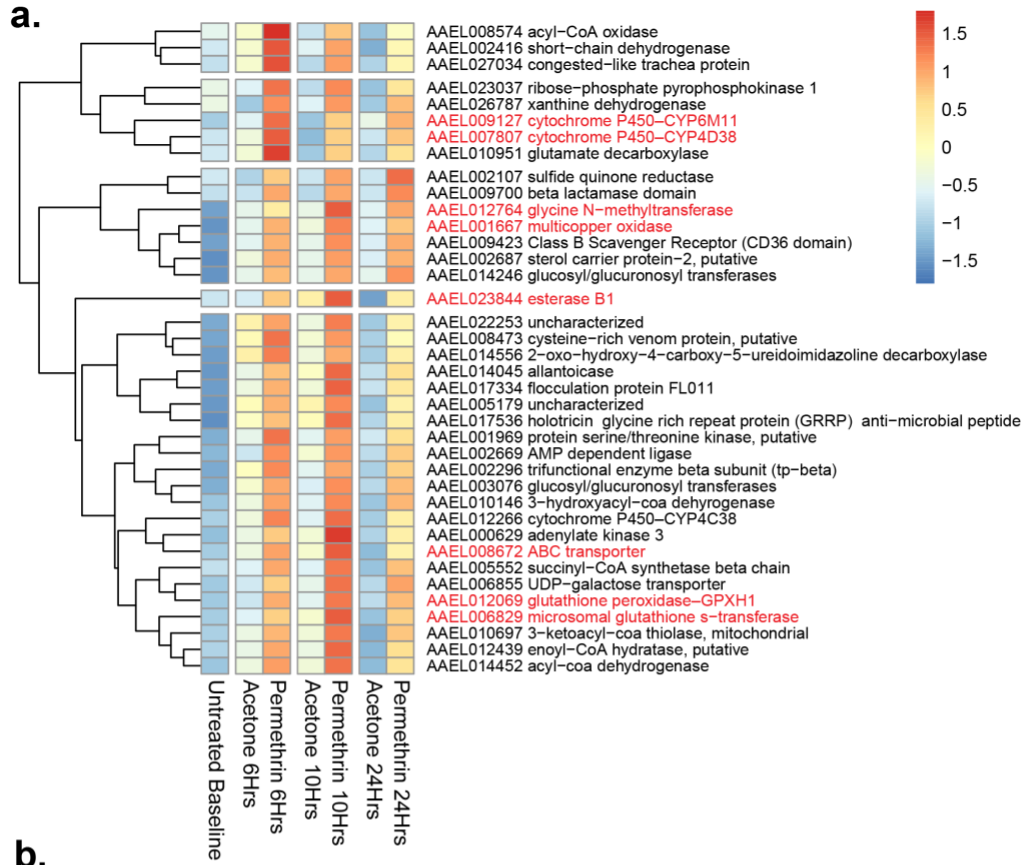 a.
AAEL008574 acyl−CoA oxidase
AAEL002416 short−chain dehydrogenase
AAEL027034 congested−like trachea protein
AAEL023037 ribose−phosphate pyrophosphokinase 1
AAEL026787 xanthine dehydrogenase
AAEL009127 cytochrome P450−CYP6M11
AAEL007807 cytochrome P450−CYP4D38
AAEL010951 glutamate decarboxylase
AAEL002107 sulfide quinone reductase
AAEL009700 beta lactamase domain
AAEL012764 glycine N−methyltransferase
AAEL001667 multicopper oxidase
AAEL009423 Class B Scavenger Receptor (CD36 domain)
AAEL002687 sterol carrier protein−2, putative
AAEL014246 glucosyl/glucuronosyl transferases
AAEL023844 esterase B1
AAEL022253 uncharacterized
AAEL008473 cysteine−rich venom protein, putative
AAEL014556 2−oxo−hydroxy−4−carboxy−5−ureidoimidazoline decarboxylase
AAEL014045 allantoicase
AAEL017334 flocculation protein FL011
AAEL005179 uncharacterized
AAEL017536 holotricin glycine rich repeat protein (GRRP) anti−microbial peptide
AAEL001969 protein serine/threonine kinase, putative
AAEL002669 AMP dependent ligase
AAEL002296 trifunctional enzyme beta subunit (tp−beta)
AAEL003076 glucosyl/glucuronosyl transferases
AAEL010146 3−hydroxyacyl−coa dehyrogenase
AAEL012266 cytochrome P450–CYP4C38
AAEL000629 adenylate kinase 3
AAEL008672 ABC transporter
AAEL005552 succinyl−CoA synthetase beta chain
AAEL006855 UDP−galactose transporter
AAEL012069 glutathione peroxidase–GPXH1
AAEL006829 microsomal glutathione s−transferase
AAEL010697 3−ketoacyl−coa thiolase, mitochondrial
AAEL012439 enoyl−CoA hydratase, putative
AAEL014452 acyl−coa dehydrogenase
1.5
1
0.5
0
−0.5
−1
−1.5
Untreated Baseline
Acetone 6Hrs
Permethrin 6Hrs
Acetone 10Hrs
Permethrin 10Hrs
Acetone 24Hrs
Permethrin 24Hrs
b.